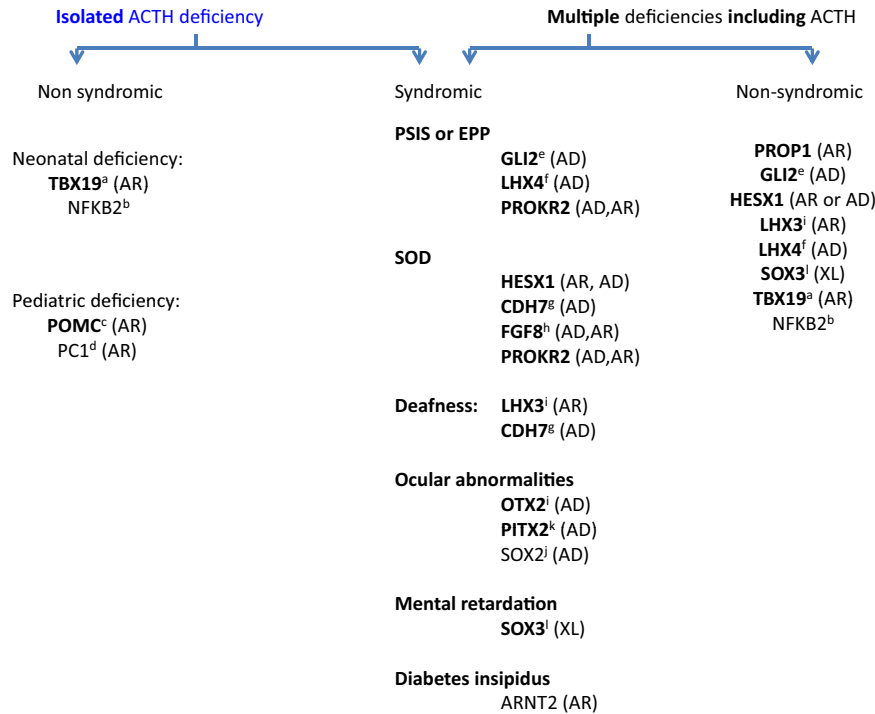 Isolated ACTH deficiency
Multiple deficiencies including ACTH
Non syndromic
Syndromic
Non-syndromic
Neonatal deficiency:
TBX19ᵃ (AR)
NFKB2ᵇ
Pediatric deficiency:
POMCᶜ (AR)
PC1ᵈ (AR)
PSIS or EPP
GLI2ᵉ (AD)
LHX4ᶠ (AD)
PROKR2 (AD,AR)
SOD
HESX1 (AR, AD)
CDH7ᵍ (AD)
FGF8ʰ (AD,AR)
PROKR2 (AD,AR)
Deafness: LHX3ⁱ (AR)
CDH7ᵍ (AD)
Ocular abnormalities
OTX2ⁱ (AD)
PITX2ᵏ (AD)
SOX2ʲ (AD)
Mental retardation
SOX3ˡ (XL)
Diabetes insipidus
ARNT2 (AR)
PROP1 (AR)
GLI2ᵉ (AD)
HESX1 (AR or AD)
LHX3ⁱ (AR)
LHX4ᶠ (AD)
SOX3ˡ (XL)
TBX19ᵃ (AR)
NFKB2ᵇ